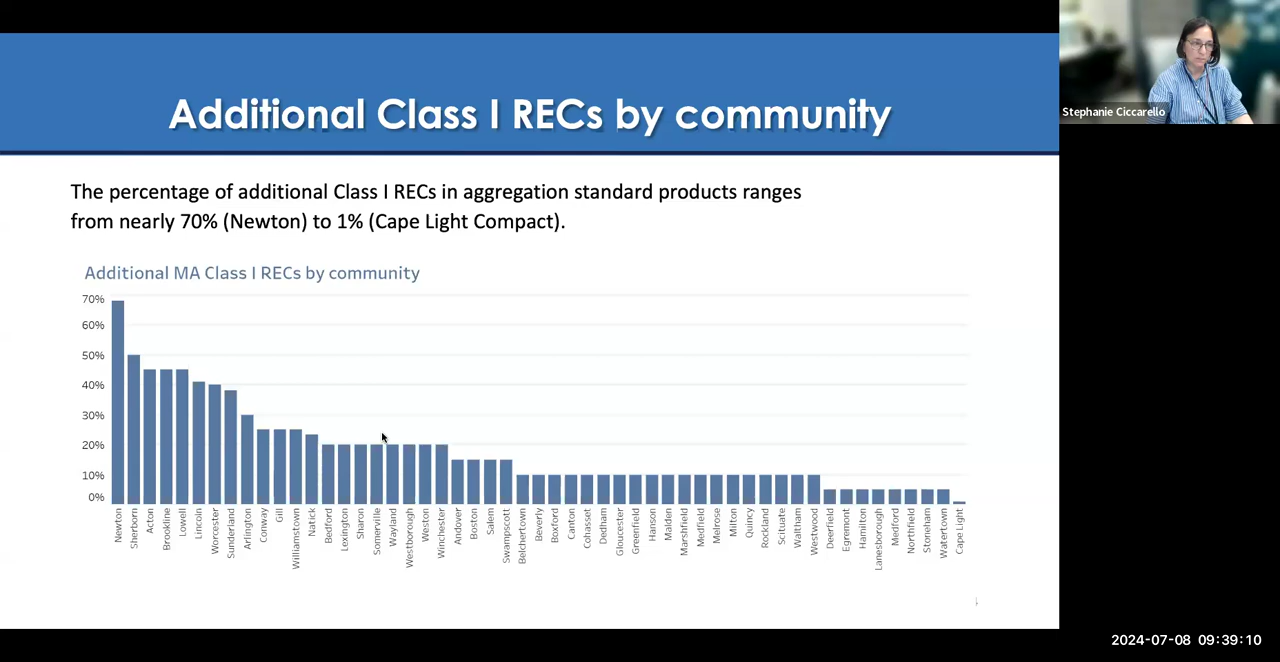 Additional Class I RECs by community
Stephanie Ciccarello
The percentage of additional Class I RECs in aggregation standard products ranges
from nearly 70% (Newton) to 1% (Cape Light Compact).
Additional MA Class I RECs by community
70%
60%
50%
40%
30%
20%
10%
0%
Newton
Sherborn
Acton
Brookline
Lowell
Lincoln
Worcester
Sunderland
Arlington
Conway
Gill
Williamstown
Natick
Bedford
Lexington
Sharon
Somerville
Wayland
Westborough
Weston
Winchester
Andover
Boston
Salem
Swampscott
Belchertown
Beverly
Boxford
Canton
Cohasset
Dedham
Gloucester
Greenfield
Hanson
Malden
Marshfield
Medfield
Melrose
Milton
Quincy
Rockland
Scituate
Waltham
Westwood
Deerfield
Egremont
Hamilton
Lanesborough
Medford
Northfield
Stoneham
Watertown
Cape Light
2024-07-08 09:39:10